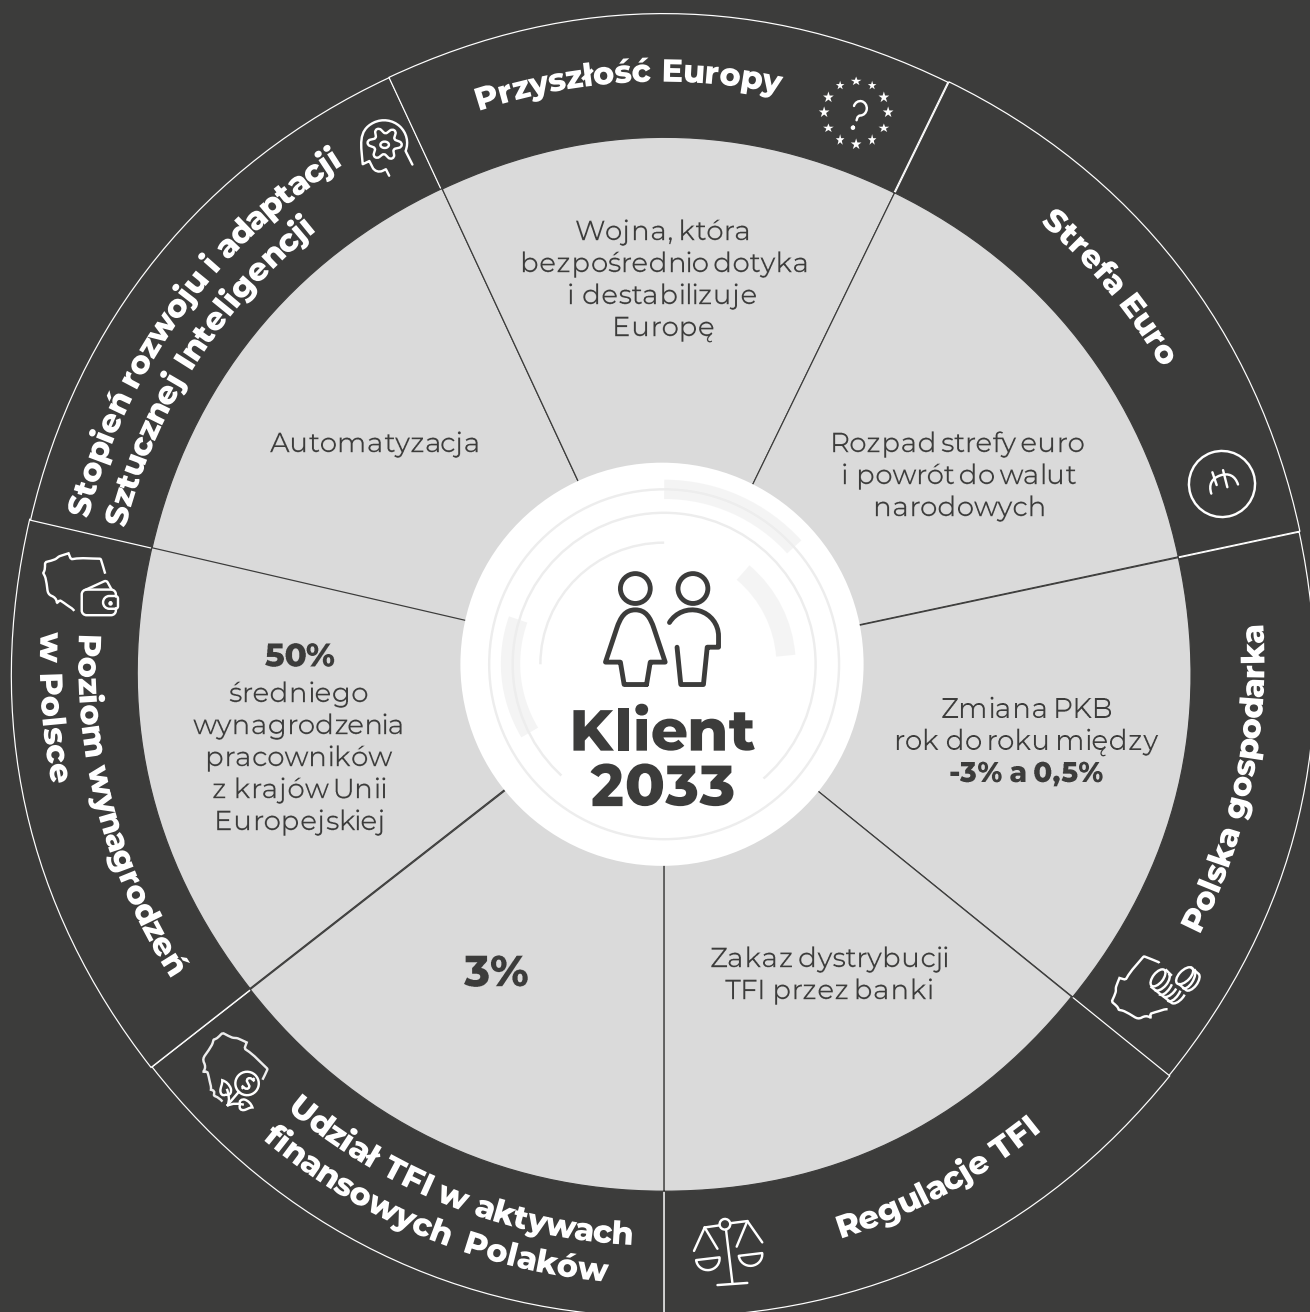 Przyszłość Europy
Wojna, która
bezpośrednio dotyka
i destabilizuje
Europę
Strefa Euro
Rozpad strefy euro
i powrót do walut
narodowych
Polska gospodarka
Zmiana PKB
rok do roku między
-3% a 0,5%
Regulacje TFI
Zakaz dystrybucji
TFI przez banki
Udział TFI w aktywach
finansowych Polaków
3%
Poziom wynagrodzeń
w Polsce
50%
średniego
wynagrodzenia
pracowników
z krajów Unii
Europejskiej
Stopień rozwoju i adaptacji
Sztucznej Inteligencji
Automatyzacja
Klient
2033